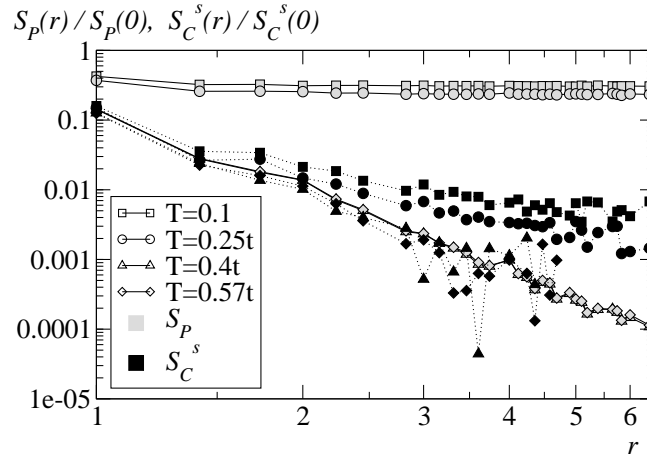 S_P(r) / S_P(0), S_C^s(r) / S_C^s(0)
1
0.1
0.01
0.001
0.0001
1e-05
T=0.1
T=0.25t
T=0.4t
T=0.57t
S_P
S_C^s
1 2 3 4 5 6
r